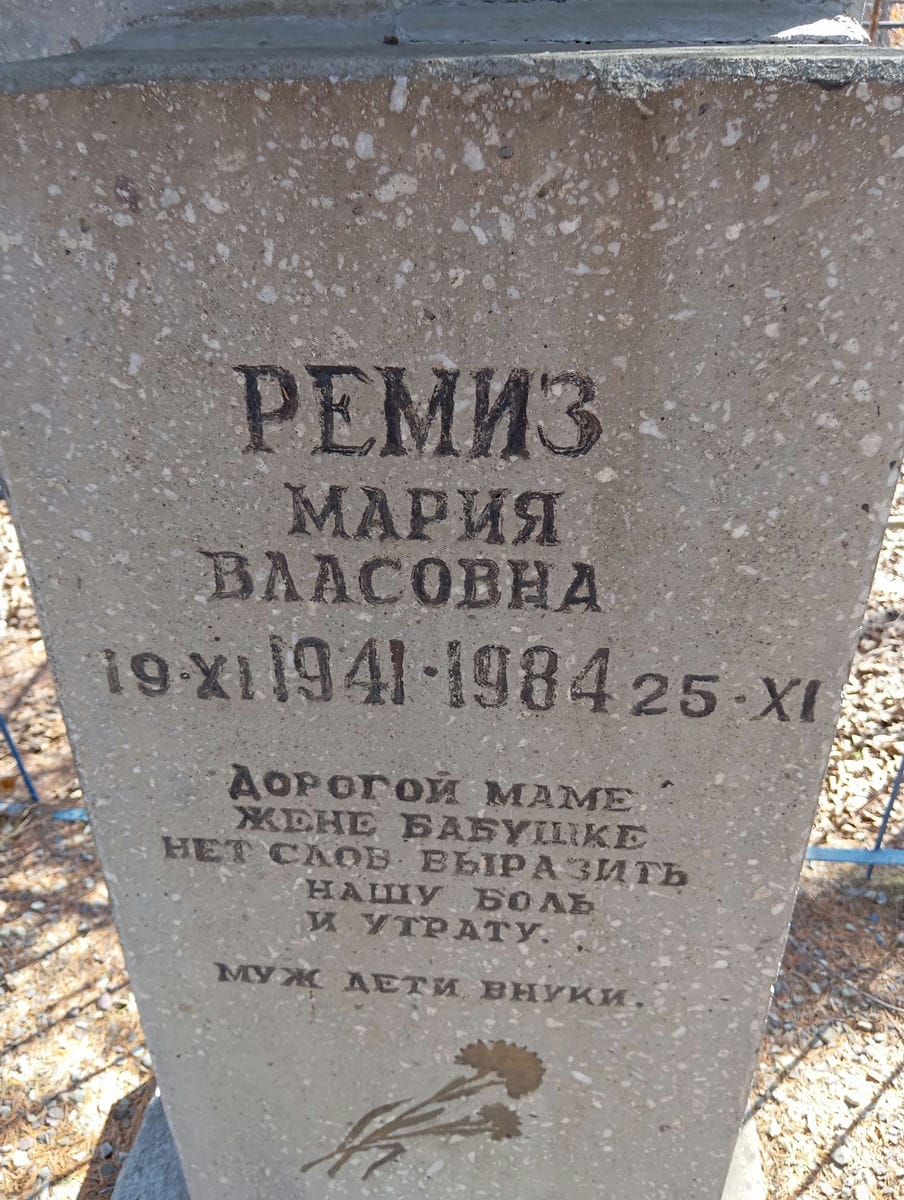 РЕМИЗ
МАРИЯ
ВЛАСОВНА
19·XI 1941·1984 25·XI
ДОРОГОЙ МАМЕ
ЖЕНЕ БАБУШКЕ
НЕТ СЛОВ ВЫРАЗИТЬ
НАШУ БОЛЬ
И УТРАТУ.
МУЖ ДЕТИ ВНУКИ.